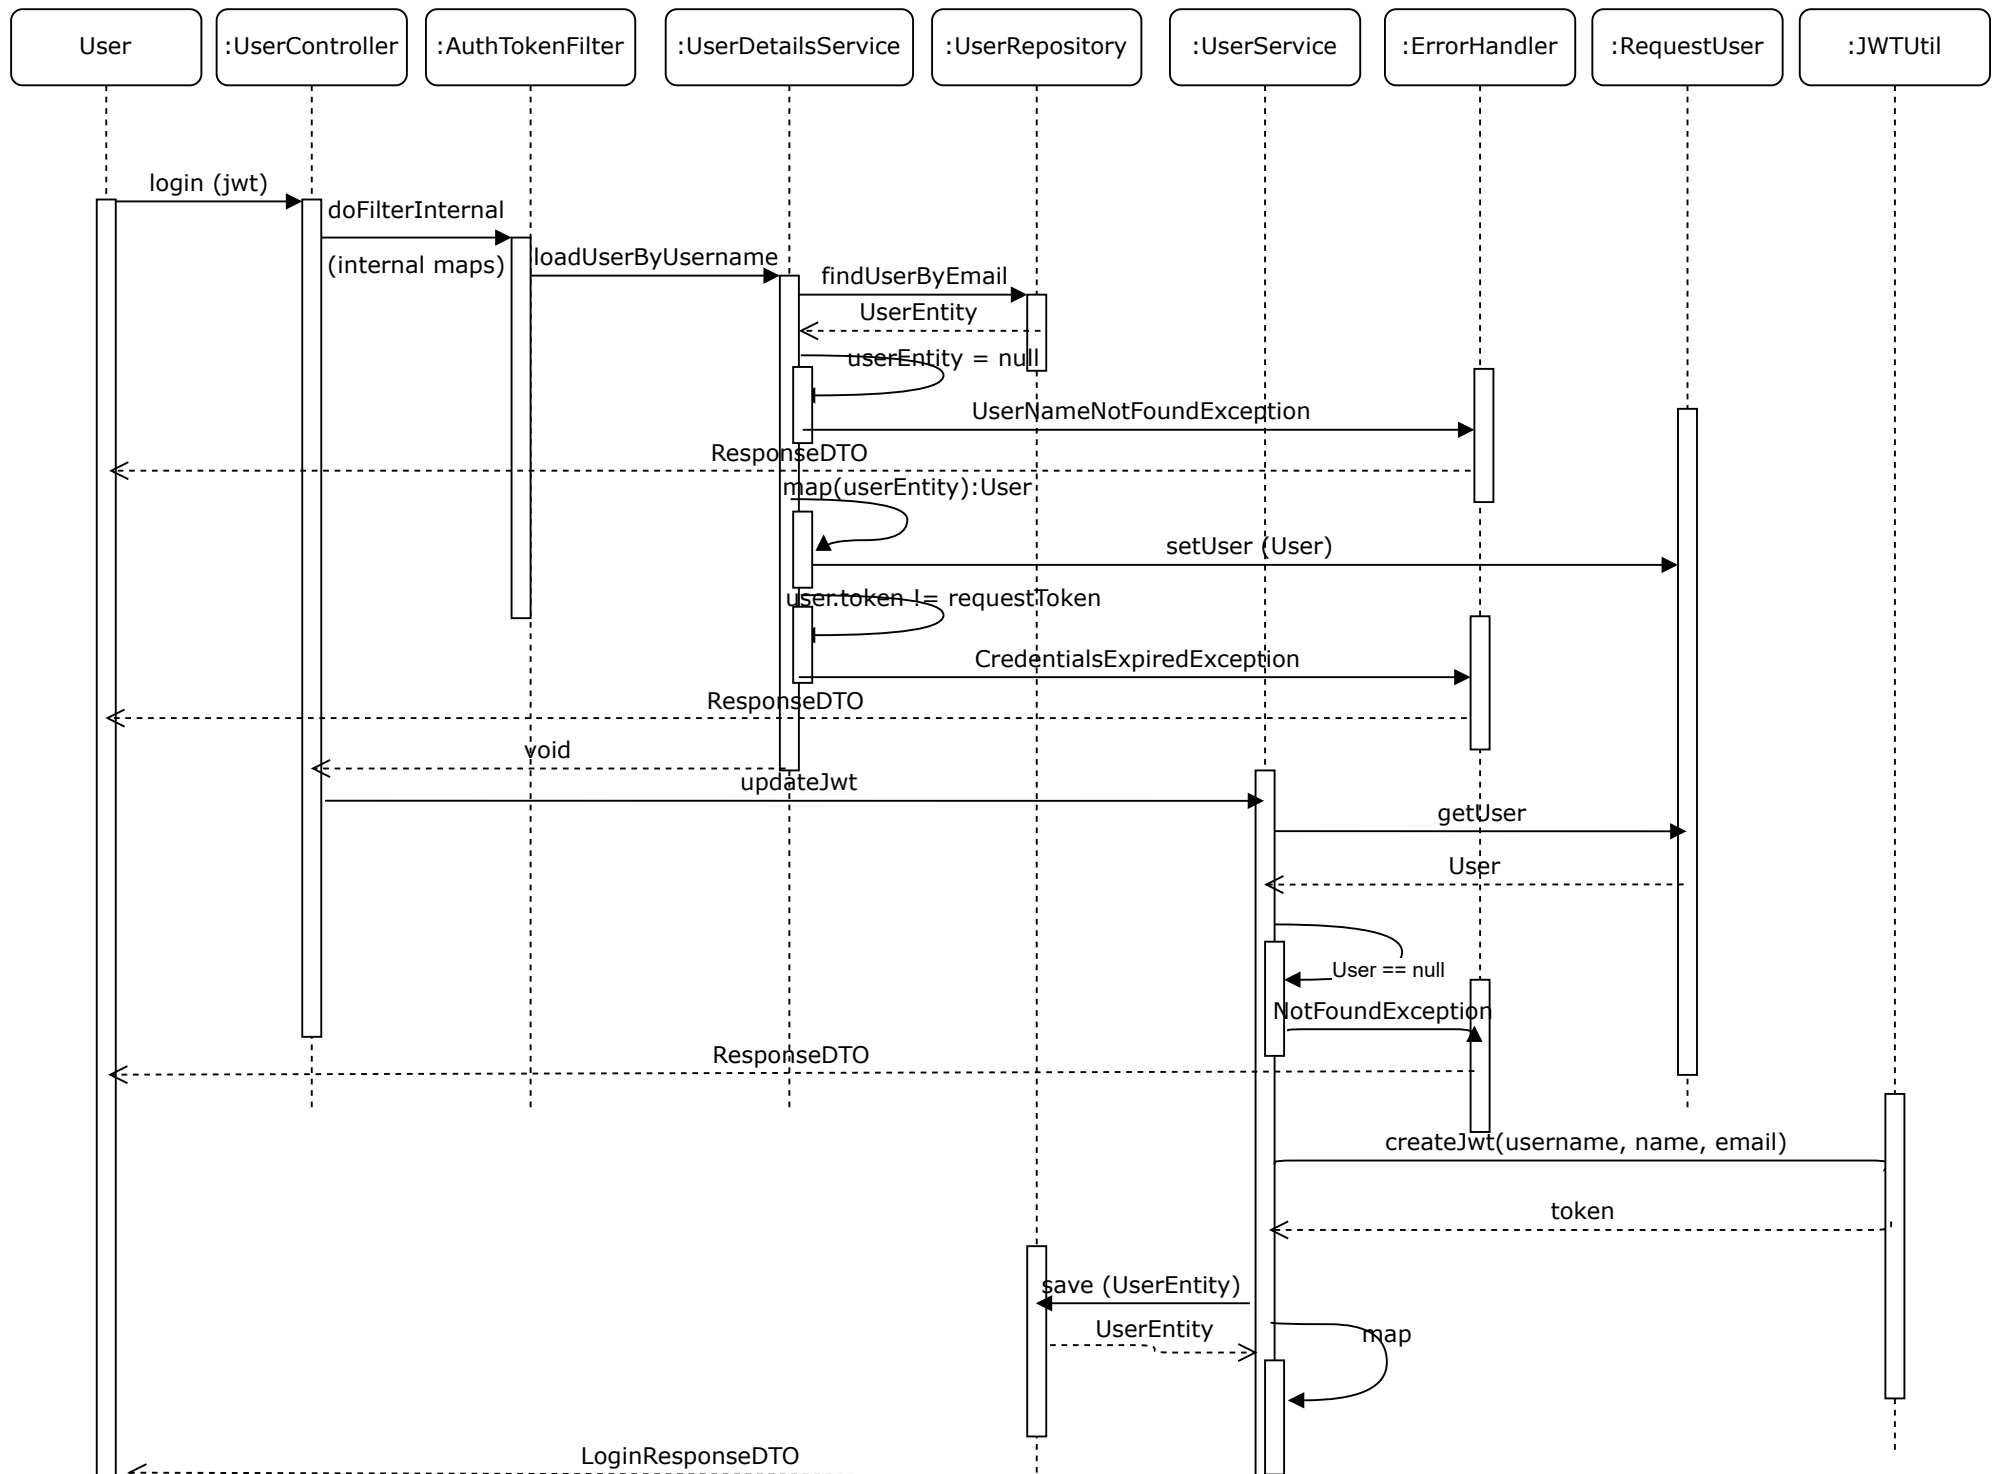 User
:UserController
:AuthTokenFilter
:UserDetailsService
:UserRepository
:UserService
:ErrorHandler
:RequestUser
:JWTUtil
login (jwt)
doFilterInternal
(internal maps)
loadUserByUsername
findUserByEmail
UserEntity
userEntity = null
UserNameNotFoundException
ResponseDTO
map(userEntity):User
setUser (User)
user.token != requestToken
CredentialsExpiredException
ResponseDTO
void
updateJwt
getUser
User
User == null
NotFoundException
ResponseDTO
createJwt(username, name, email)
token
save (UserEntity)
UserEntity
map
LoginResponseDTO